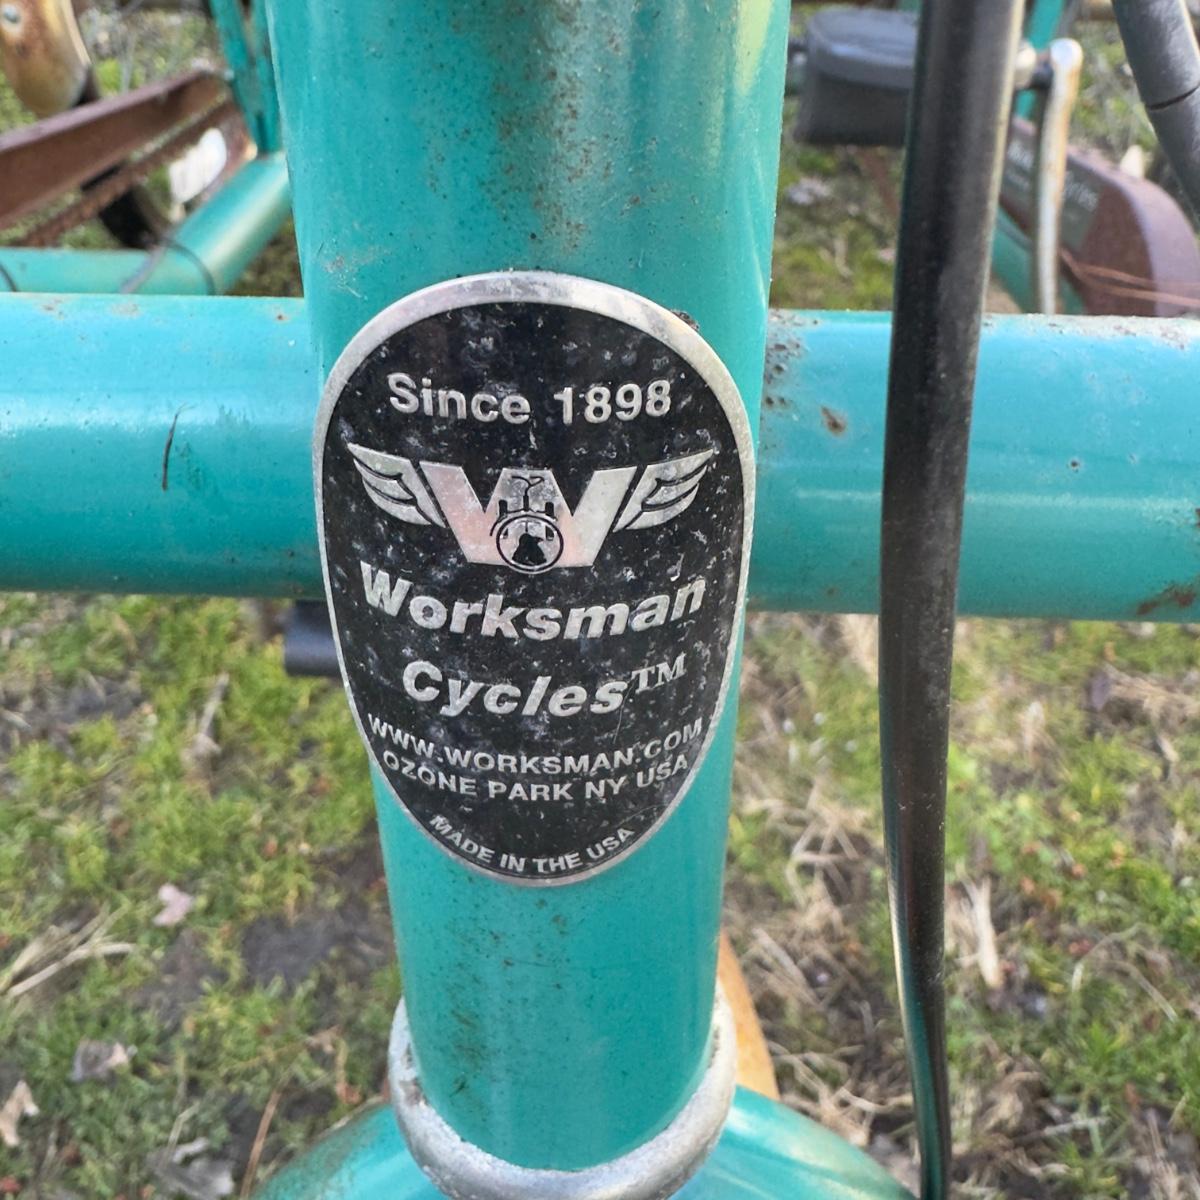 Since 1898
W
Worksman
Cycles™
WWW.WORKSMAN.COM
OZONE PARK NY USA
MADE IN THE USA